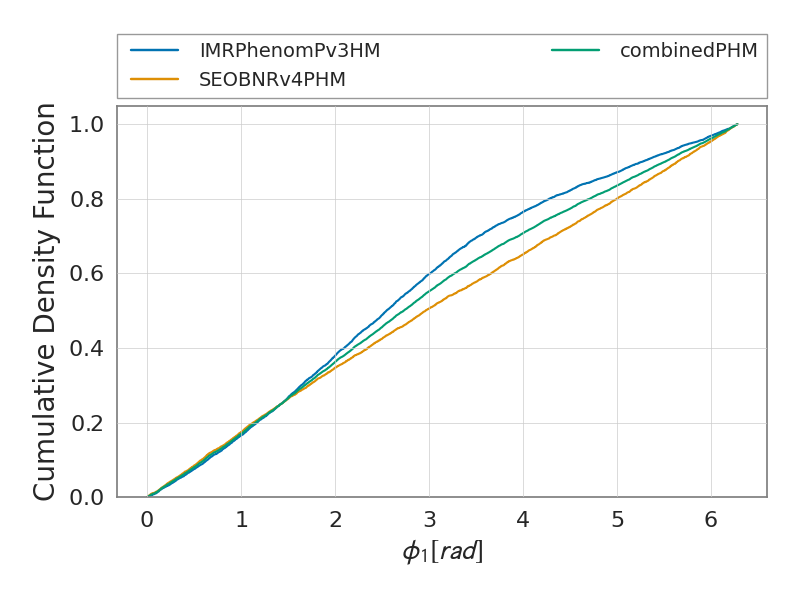 IMRPhenomPv3HM
SEOBNRv4PHM
combinedPHM
Cumulative Density Function
1.0
0.8
0.6
0.4
0.2
0.0
0 1 2 3 4 5 6
ϕ₁[rad]